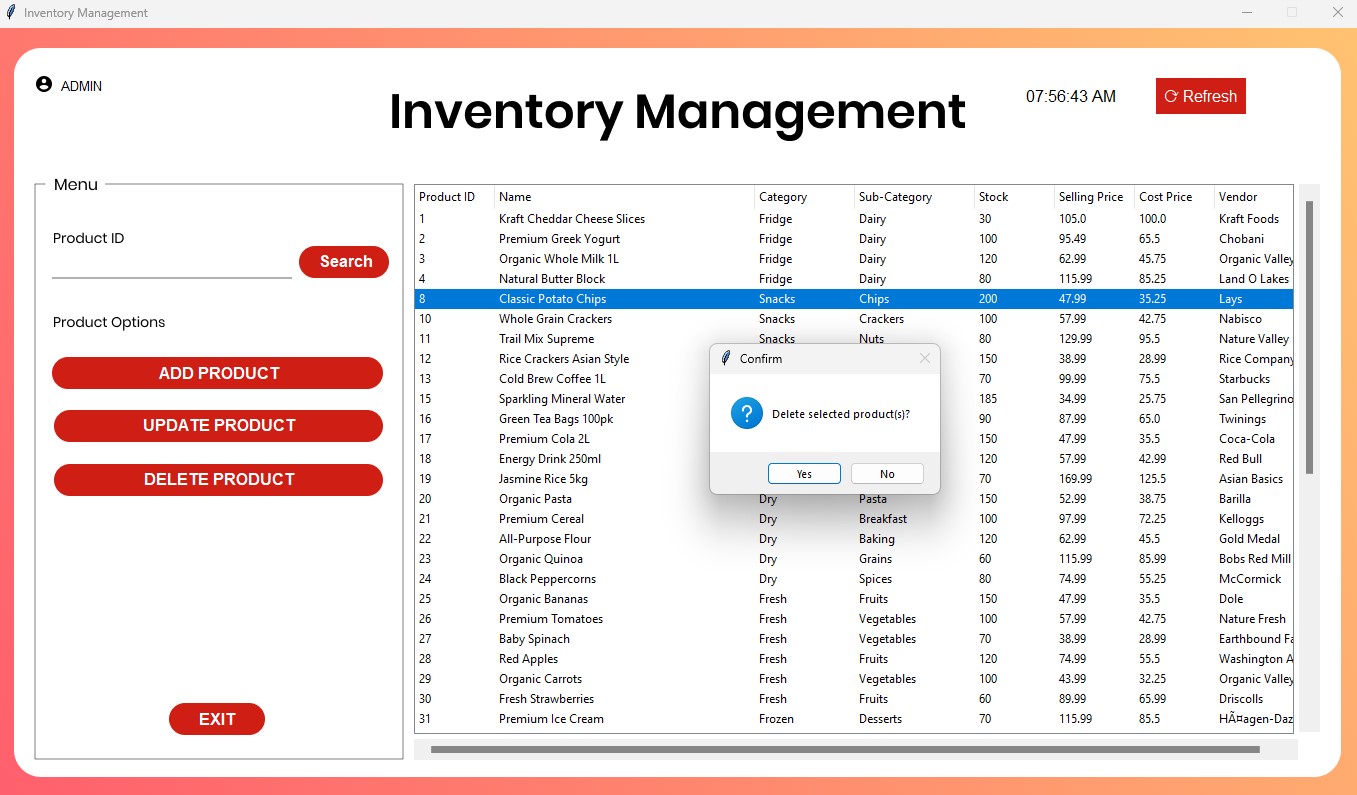 Inventory Management
ADMIN
Inventory Management
07:56:43 AM
Refresh
Menu
Product ID
Search
Product Options
ADD PRODUCT
UPDATE PRODUCT
DELETE PRODUCT
EXIT
Product ID Name Category Sub-Category Stock Selling Price Cost Price Vendor
1 Kraft Cheddar Cheese Slices Fridge Dairy 30 105.0 100.0 Kraft Foods
2 Premium Greek Yogurt Fridge Dairy 100 95.49 65.5 Chobani
3 Organic Whole Milk 1L Fridge Dairy 120 62.99 45.75 Organic Valley
4 Natural Butter Block Fridge Dairy 80 115.99 85.25 Land O Lakes
8 Classic Potato Chips Snacks Chips 200 47.99 35.25 Lays
10 Whole Grain Crackers Snacks Crackers 100 57.99 42.75 Nabisco
11 Trail Mix Supreme Snacks Nuts 80 129.99 95.5 Nature Valley
12 Rice Crackers Asian Style 150 38.99 28.99 Rice Company
13 Cold Brew Coffee 1L 70 99.99 75.5 Starbucks
15 Sparkling Mineral Water 185 34.99 25.75 San Pellegrino
16 Green Tea Bags 100pk 90 87.99 65.0 Twinings
17 Premium Cola 2L 150 47.99 35.5 Coca-Cola
18 Energy Drink 250ml 120 57.99 42.99 Red Bull
19 Jasmine Rice 5kg 70 169.99 125.5 Asian Basics
20 Organic Pasta Dry Pasta 150 52.99 38.75 Barilla
21 Premium Cereal Dry Breakfast 100 97.99 72.25 Kelloggs
22 All-Purpose Flour Dry Baking 120 62.99 45.5 Gold Medal
23 Organic Quinoa Dry Grains 60 115.99 85.99 Bobs Red Mill
24 Black Peppercorns Dry Spices 80 74.99 55.25 McCormick
25 Organic Bananas Fresh Fruits 150 47.99 35.5 Dole
26 Premium Tomatoes Fresh Vegetables 100 57.99 42.75 Nature Fresh
27 Baby Spinach Fresh Vegetables 70 38.99 28.99 Earthbound Fa
28 Red Apples Fresh Fruits 120 74.99 55.5 Washington A
29 Organic Carrots Fresh Vegetables 100 43.99 32.25 Organic Valley
30 Fresh Strawberries Fresh Fruits 60 89.99 65.99 Driscolls
31 Premium Ice Cream Frozen Desserts 70 115.99 85.5 HÃ¤agen-Daz
Confirm
Delete selected product(s)?
Yes No